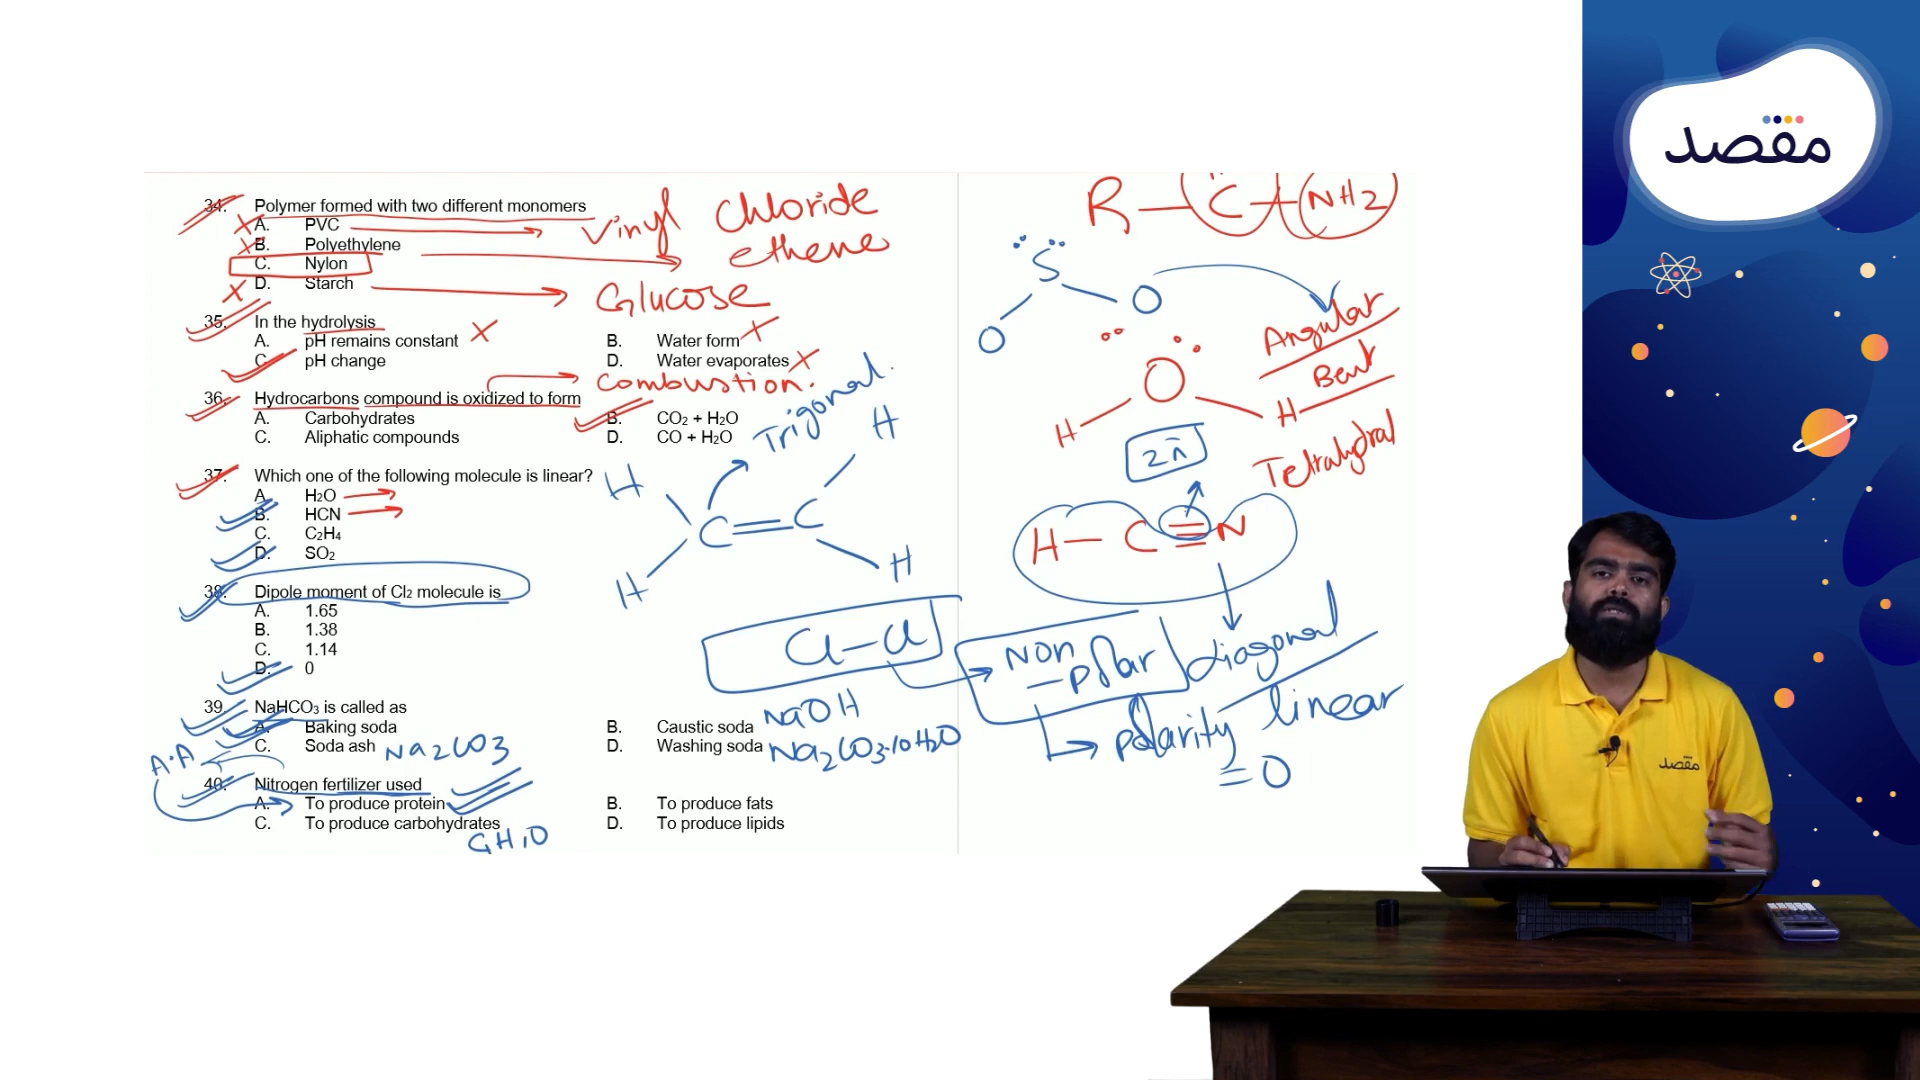 مقصد
34. Polymer formed with two different monomers
A. PVC
B. Polyethylene
C. Nylon
D. Starch
Vinyl chloride
ethene
Glucose
35. In the hydrolysis
A. pH remains constant B. Water form
C. pH change D. Water evaporates
Combustion.
36. Hydrocarbons compound is oxidized to form
A. Carbohydrates B. CO2 + H2O
C. Aliphatic compounds D. CO + H2O
Trigonal.
37. Which one of the following molecule is linear?
A. H2O
B. HCN
C. C2H4
D. SO2
H H
C=C
H H
38. Dipole moment of Cl2 molecule is
A. 1.65
B. 1.38
C. 1.14
D. 0
Cl-Cl
39. NaHCO3 is called as
A. Baking soda B. Caustic soda NaOH
C. Soda ash Na2CO3 D. Washing soda Na2CO3.10H2O
A.A
40. Nitrogen fertilizer used
A. To produce protein B. To produce fats
C. To produce carbohydrates D. To produce lipids
C,H,O
R-C-NH2
S
O O
Angular
Bent
O
H H
Tetrahydral
2π
H-C≡N
Non
-polar
diagonal
linear
polarity
=0
مقصد